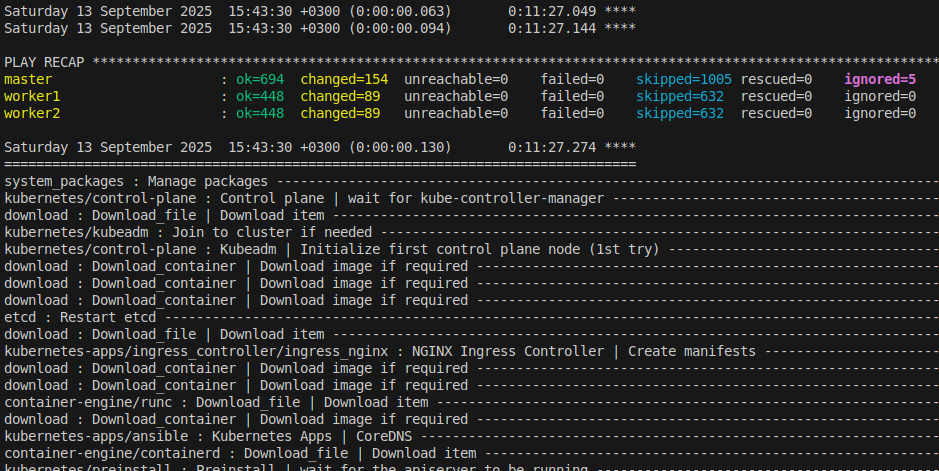 Saturday 13 September 2025  15:43:30 +0300 (0:00:00.063)       0:11:27.049 ****
Saturday 13 September 2025  15:43:30 +0300 (0:00:00.094)       0:11:27.144 ****
PLAY RECAP *********************************************************************************************************
master                     : ok=694  changed=154  unreachable=0    failed=0    skipped=1005 rescued=0    ignored=5
worker1                    : ok=448  changed=89   unreachable=0    failed=0    skipped=632  rescued=0    ignored=0
worker2                    : ok=448  changed=89   unreachable=0    failed=0    skipped=632  rescued=0    ignored=0
Saturday 13 September 2025  15:43:30 +0300 (0:00:00.130)       0:11:27.274 ****
===============================================================================
system_packages : Manage packages -----------------------------------------------------------------------------------
kubernetes/control-plane : Control plane | wait for kube-controller-manager -----------------------------------------
download : Download_file | Download item ----------------------------------------------------------------------------
kubernetes/kubeadm : Join to cluster if needed ----------------------------------------------------------------------
kubernetes/control-plane : Kubeadm | Initialize first control plane node (1st try) ----------------------------------
download : Download_container | Download image if required ----------------------------------------------------------
download : Download_container | Download image if required ----------------------------------------------------------
download : Download_container | Download image if required ----------------------------------------------------------
etcd : Restart etcd -------------------------------------------------------------------------------------------------
download : Download_file | Download item ----------------------------------------------------------------------------
kubernetes-apps/ingress_controller/ingress_nginx : NGINX Ingress Controller | Create manifests ----------------------
download : Download_container | Download image if required ----------------------------------------------------------
download : Download_container | Download image if required ----------------------------------------------------------
container-engine/runc : Download_file | Download item ---------------------------------------------------------------
download : Download_container | Download image if required ----------------------------------------------------------
kubernetes-apps/ansible : Kubernetes Apps | CoreDNS -----------------------------------------------------------------
container-engine/containerd : Download_file | Download item ---------------------------------------------------------
kubernetes/preinstall : Preinstall | wait for the apiserver to be running -------------------------------------------